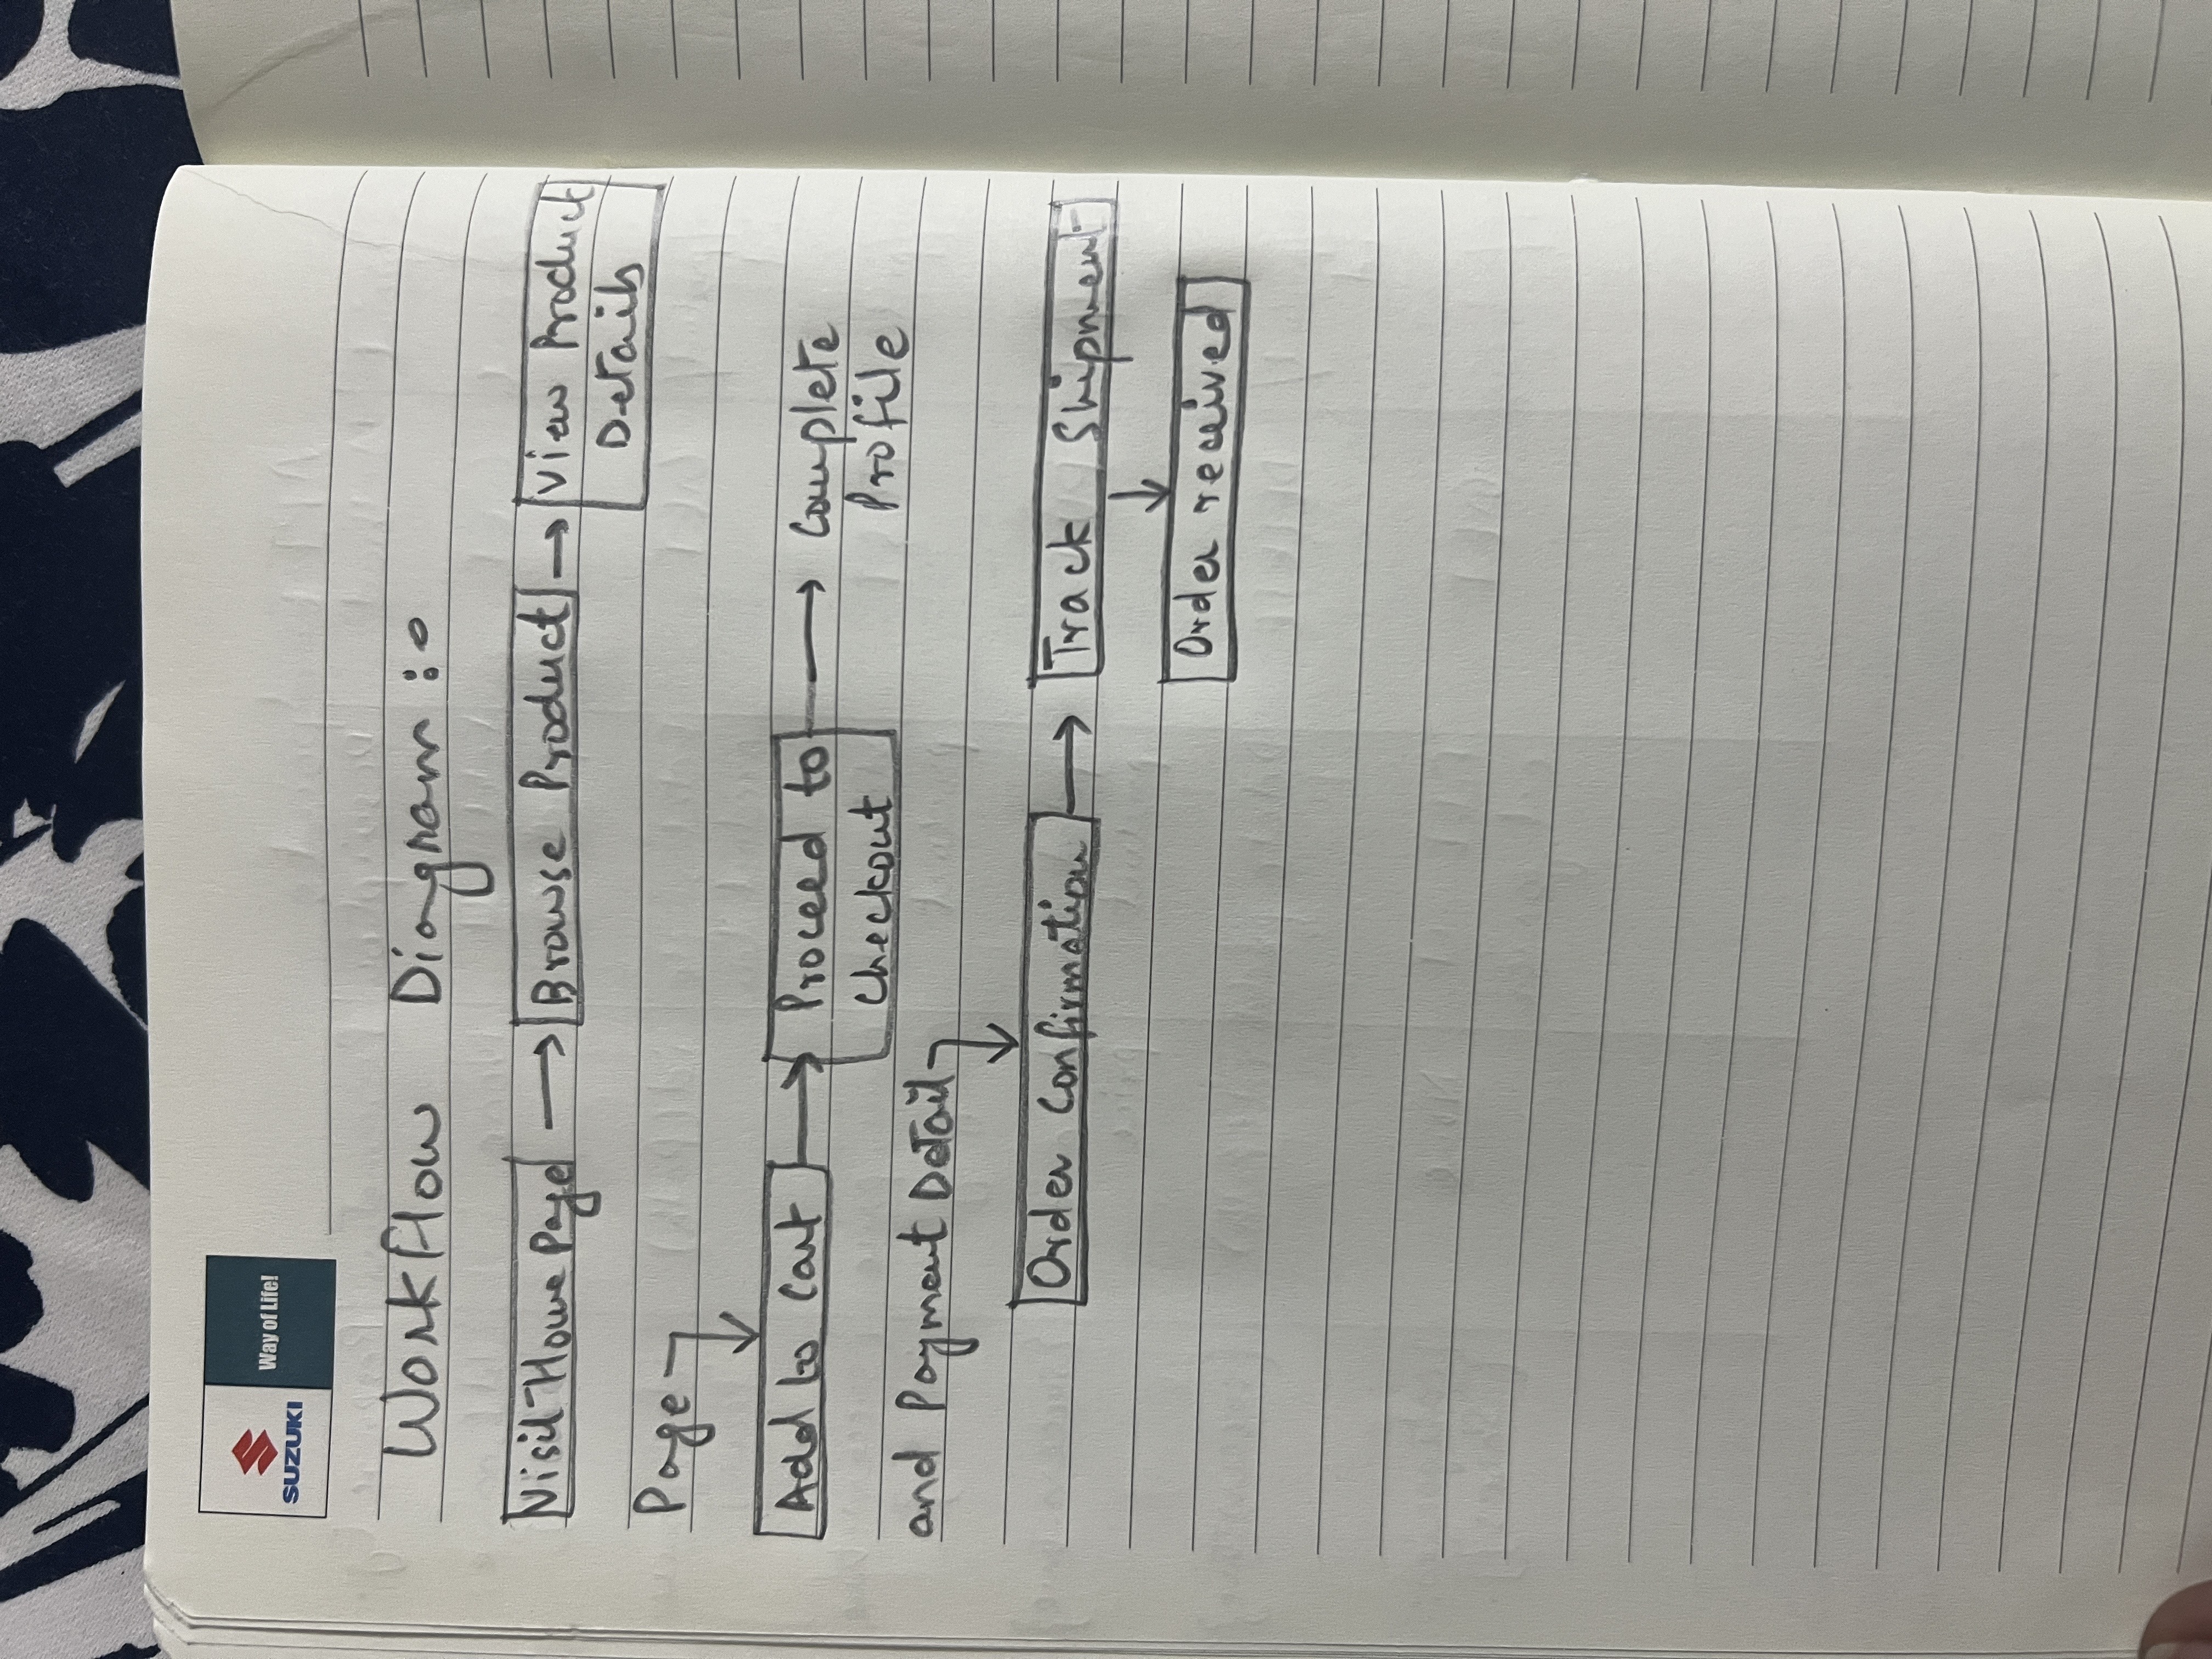 SUZUKI
Way of Life!
Workflow Diagram :
Visit Home Page → Browse Product → View Product
Details
Page
Add to Cart → Proceed to → Complete
Checkout Profile
and Payment Detail
Order Confirmation → Track Shipment
Order received